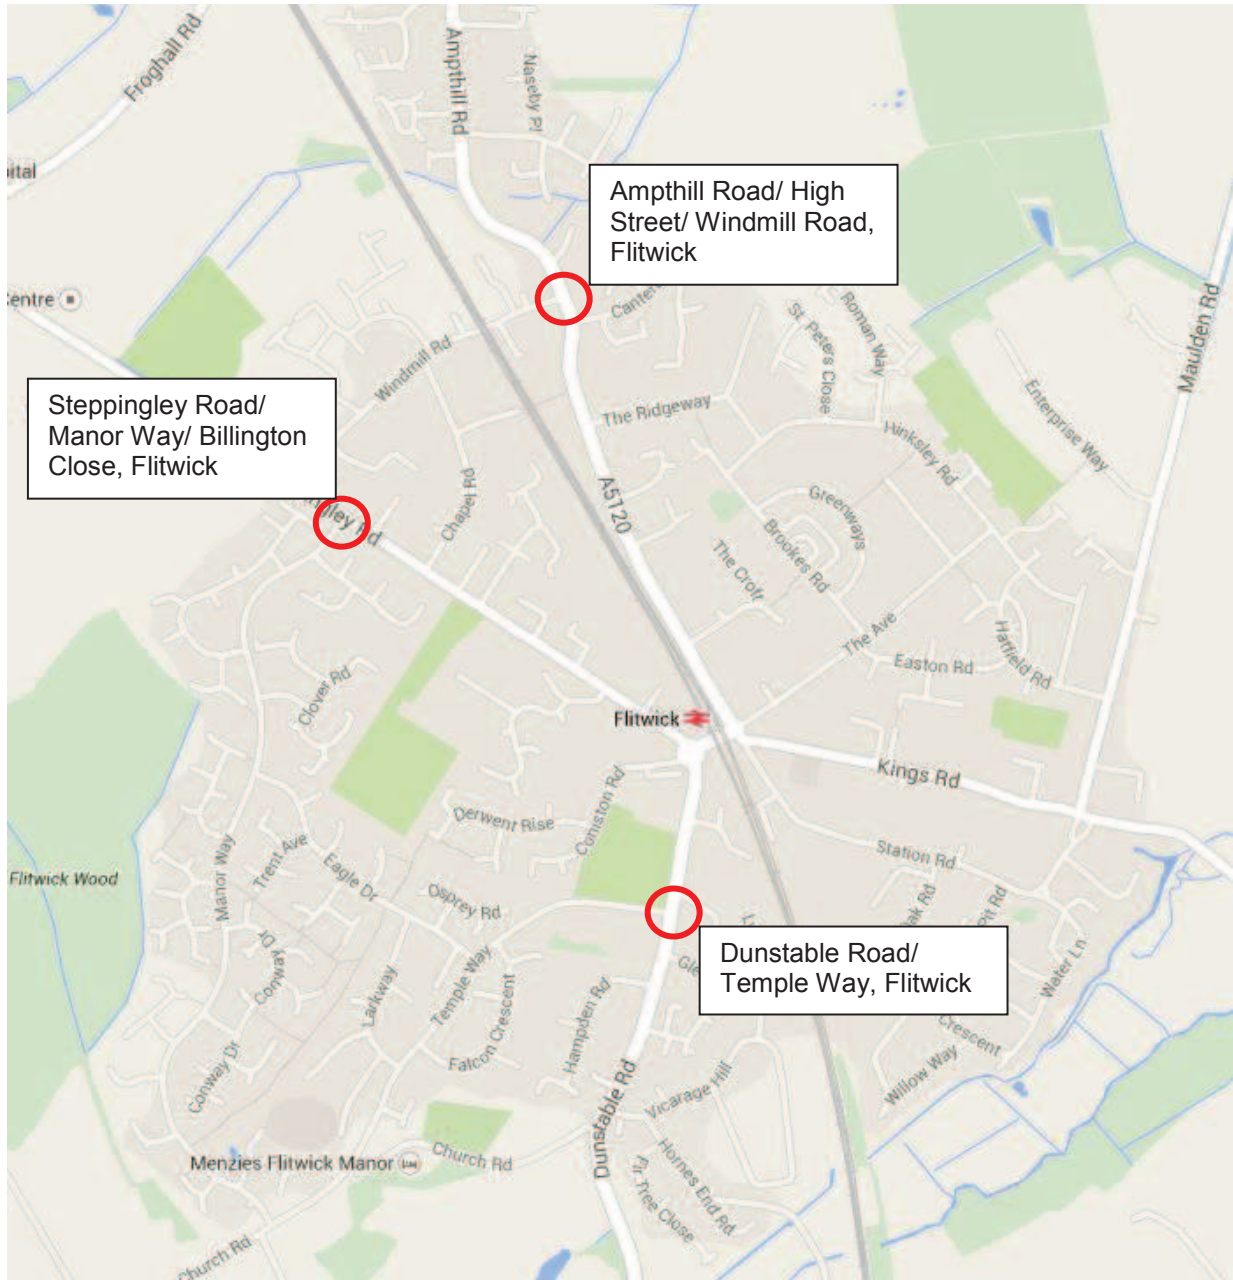 Froghall Rd
Ampthill Rd
Naseby Pl
Ampthill Road/ High
Street/ Windmill Road,
Flitwick
Centre
Windmill Rd
St. Peters Close
Roman Way
Maulden Rd
Steppingley Road/
Manor Way/ Billington
Close, Flitwick
The Ridgeway
Hinksley Rd
Enterprise Way
Chapel Rd
A5120
Greenways
Brookes Rd
The Croft
The Ave
Easton Rd
Hatfield Rd
Clover Rd
Flitwick
Kings Rd
Coniston Rd
Derwent Rise
Station Rd
Manor Way
Trent Ave
Eagle Dr
Osprey Rd
Flitwick Wood
Conway Dr
Larkway
Temple Way
Falcon Crescent
Hampden Rd
Dunstable Road/
Temple Way, Flitwick
Water Ln
Crescent
Willow Way
Conway Dr
Vicarage Hill
Dunstable Rd
Menzies Flitwick Manor
Church Rd
Hornes End Rd
Fir Tree Close
Church Rd